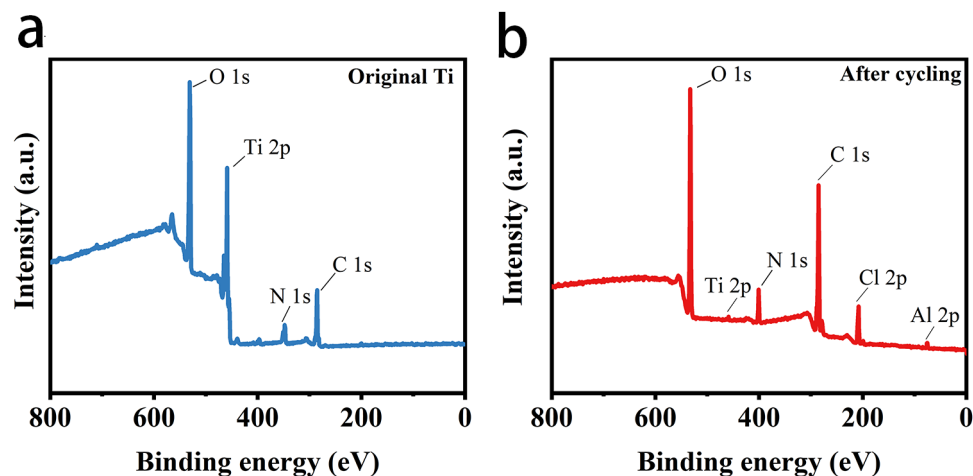 a
Original Ti
O 1s
Ti 2p
N 1s
C 1s
Intensity (a.u.)
800 600 400 200 0
Binding energy (eV)
b
After cycling
O 1s
C 1s
Ti 2p
N 1s
Cl 2p
Al 2p
Intensity (a.u.)
800 600 400 200 0
Binding energy (eV)